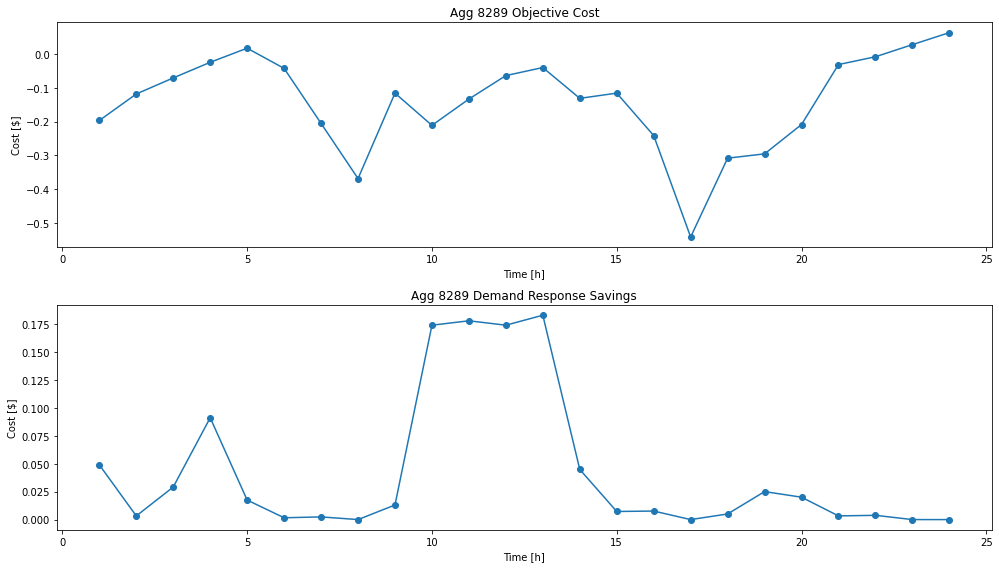 Agg 8289 Objective Cost
Cost [$]
0.0
−0.1
−0.2
−0.3
−0.4
−0.5
0 5 10 15 20 25
Time [h]
Agg 8289 Demand Response Savings
Cost [$]
0.175
0.150
0.125
0.100
0.075
0.050
0.025
0.000
0 5 10 15 20 25
Time [h]